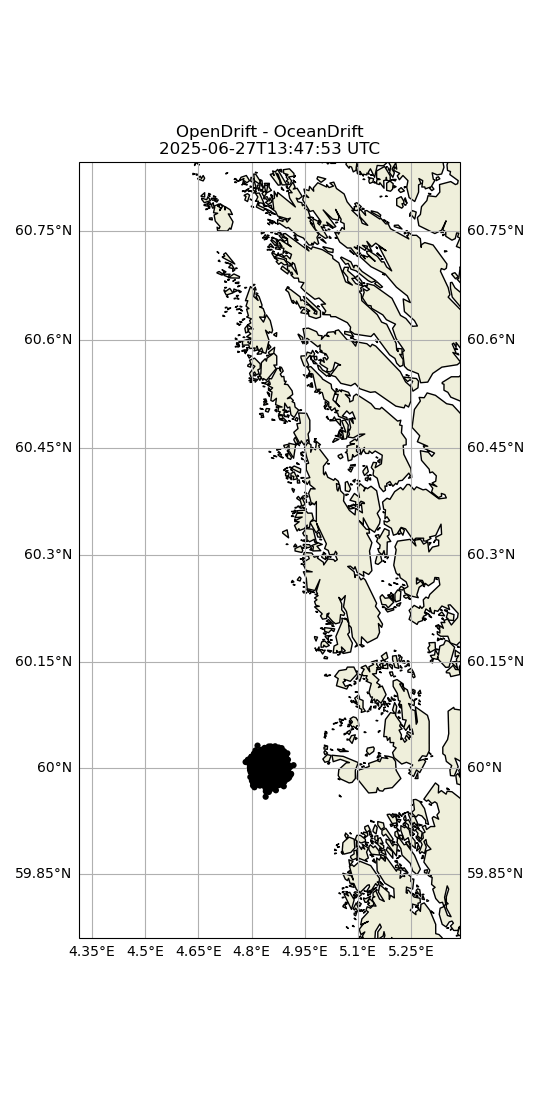 OpenDrift - OceanDrift
2025-06-27T13:47:53 UTC
60.75°N 60.75°N
60.6°N 60.6°N
60.45°N 60.45°N
60.3°N 60.3°N
60.15°N 60.15°N
60°N 60°N
59.85°N 59.85°N
4.35°E 4.5°E 4.65°E 4.8°E 4.95°E 5.1°E 5.25°E